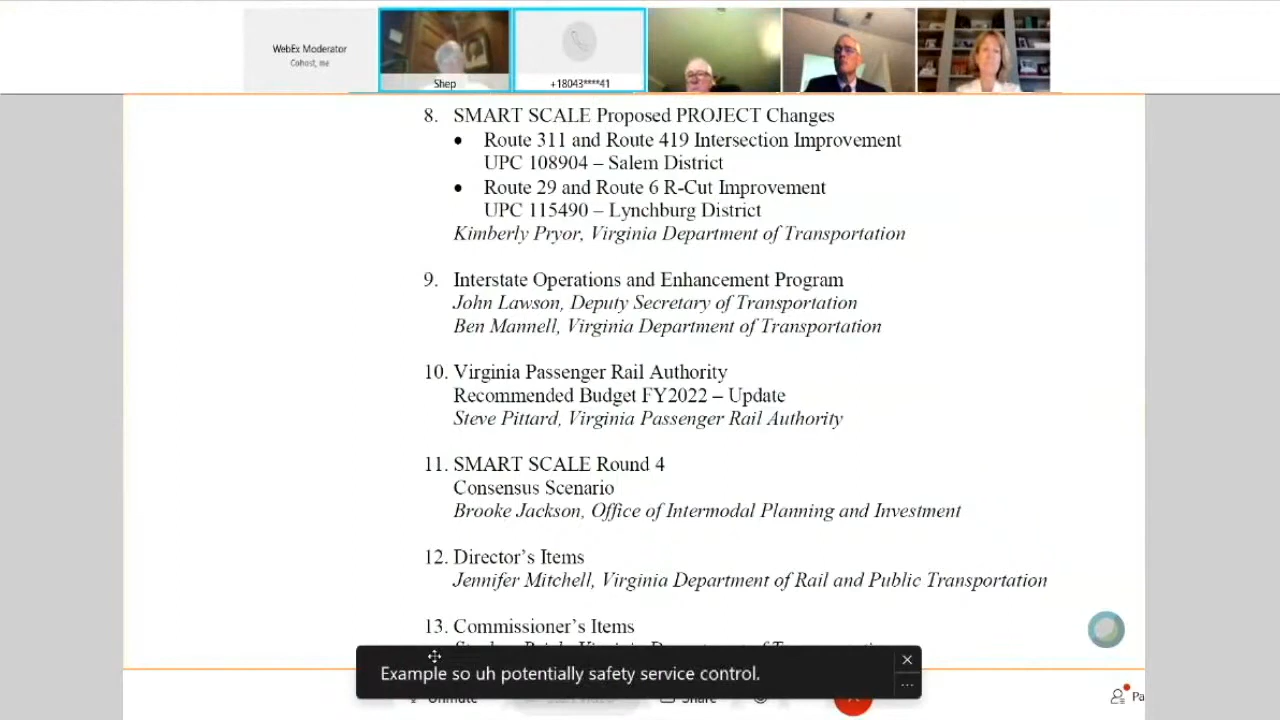 WebEx Moderator
Cohost, me
Shep
+18043****41
8. SMART SCALE Proposed PROJECT Changes
• Route 311 and Route 419 Intersection Improvement
UPC 108904 – Salem District
• Route 29 and Route 6 R-Cut Improvement
UPC 115490 – Lynchburg District
Kimberly Pryor, Virginia Department of Transportation
9. Interstate Operations and Enhancement Program
John Lawson, Deputy Secretary of Transportation
Ben Mannell, Virginia Department of Transportation
10. Virginia Passenger Rail Authority
Recommended Budget FY2022 – Update
Steve Pittard, Virginia Passenger Rail Authority
11. SMART SCALE Round 4
Consensus Scenario
Brooke Jackson, Office of Intermodal Planning and Investment
12. Director's Items
Jennifer Mitchell, Virginia Department of Rail and Public Transportation
13. Commissioner's Items
Example so uh potentially safety service control.
Unmute
Share
Pa